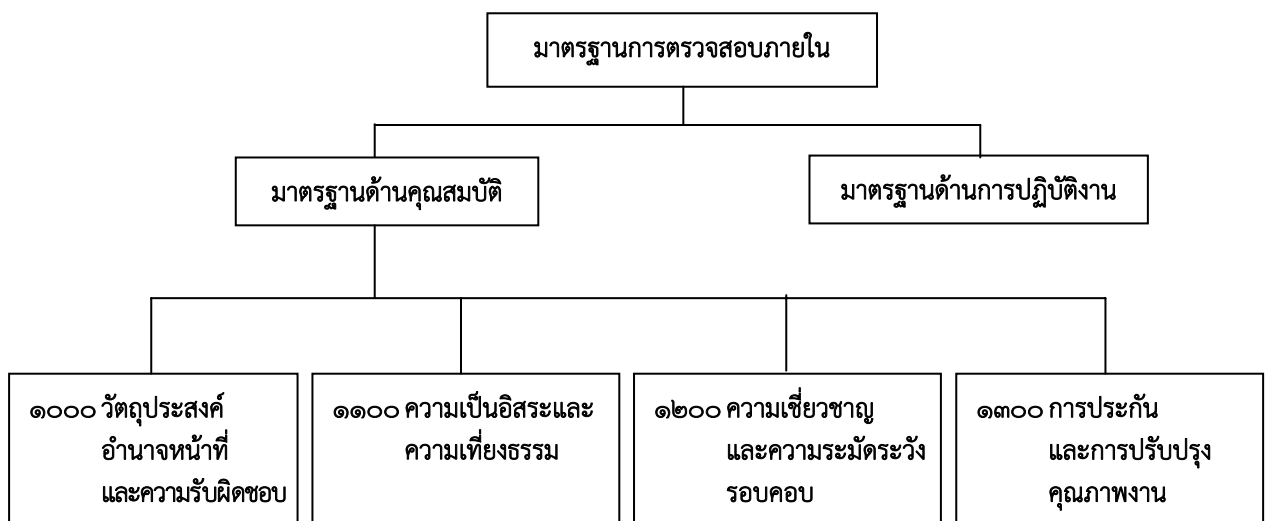 มาตรฐานการตรวจสอบภายใน
มาตรฐานด้านคุณสมบัติ
มาตรฐานด้านการปฏิบัติงาน
๑๐๐๐ วัตถุประสงค์
อำนาจหน้าที่
และความรับผิดชอบ
๑๑๐๐ ความเป็นอิสระและ
ความเที่ยงธรรม
๑๒๐๐ ความเชี่ยวชาญ
และความระมัดระวัง
รอบคอบ
๑๓๐๐ การประกัน
และการปรับปรุง
คุณภาพงาน